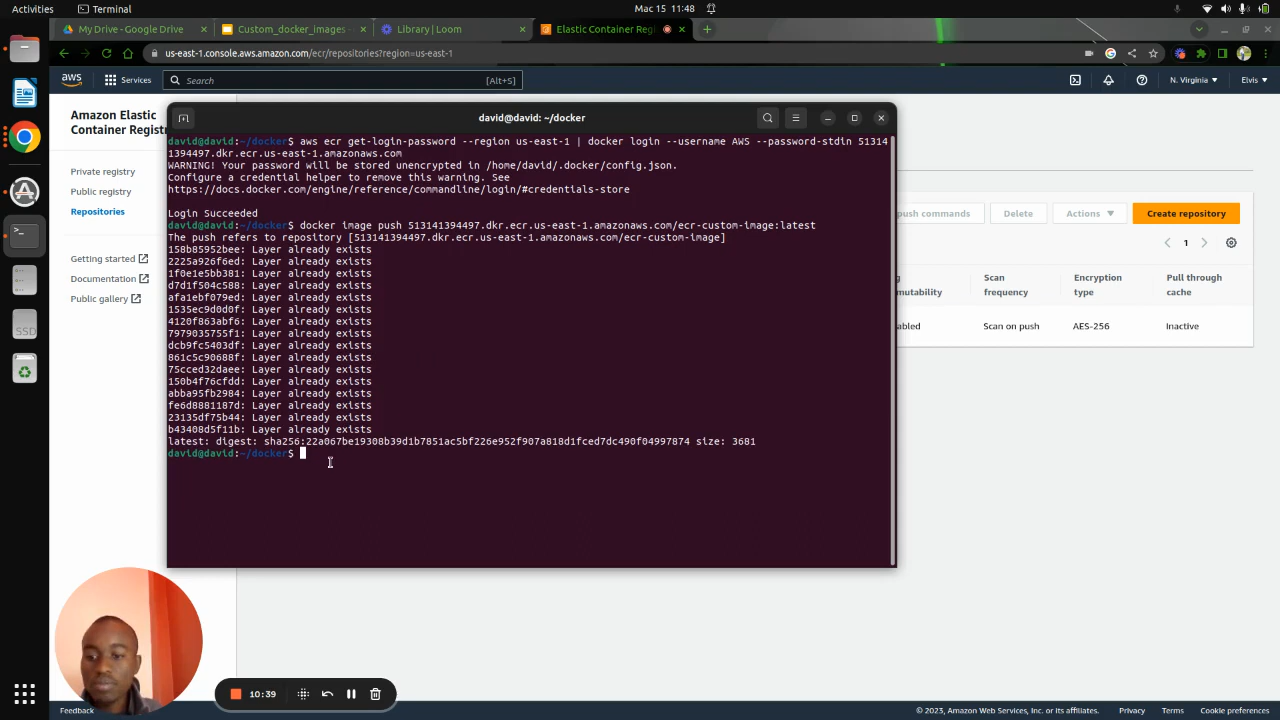 Activities
Terminal
Mac 15 11:48
My Drive - Google Drive
Custom_docker_images -
Library | Loom
Elastic Container Reg
us-east-1.console.aws.amazon.com/ecr/repositories?region=us-east-1
aws
Services
Search
[Alt+S]
N. Virginia
Elvis
Amazon Elastic
Container Registr
Private registry
Public registry
Repositories
Getting started
Documentation
Public gallery
SSD
david@david: ~/docker
david@david:~/docker$ aws ecr get-login-password --region us-east-1 | docker login --username AWS --password-stdin 51314
1394497.dkr.ecr.us-east-1.amazonaws.com
WARNING! Your password will be stored unencrypted in /home/david/.docker/config.json.
Configure a credential helper to remove this warning. See
https://docs.docker.com/engine/reference/commandline/login/#credentials-store
Login Succeeded
david@david:~/docker$ docker image push 513141394497.dkr.ecr.us-east-1.amazonaws.com/ecr-custom-image:latest
The push refers to repository [513141394497.dkr.ecr.us-east-1.amazonaws.com/ecr-custom-image]
158b85952bee: Layer already exists
2225a926f6ed: Layer already exists
1f0e1e5bb381: Layer already exists
d7d1f504c588: Layer already exists
afa1ebf079ed: Layer already exists
1535ec9d0d0f: Layer already exists
4120f863abf6: Layer already exists
7979035755f1: Layer already exists
dcb9fc5403df: Layer already exists
861c5c90688f: Layer already exists
75cced32daee: Layer already exists
150b4f76cfdd: Layer already exists
abba95fb2984: Layer already exists
fe6d8881187d: Layer already exists
23135df75b44: Layer already exists
b43408d5f11b: Layer already exists
latest: digest: sha256:22a067be19308b39d1b7851ac5bf226e952f907a818d1fced7dc490f04997874 size: 3681
david@david:~/docker$
push commands
Delete
Actions
Create repository
1
g
mutability
Scan
frequency
Encryption
type
Pull through
cache
abled
Scan on push
AES-256
Inactive
10:39
Feedback
© 2023, Amazon Web Services, Inc. or its affiliates.
Privacy
Terms
Cookie preferences